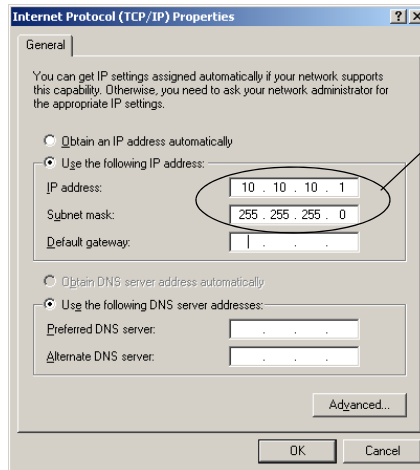 Internet Protocol (TCP/IP) Properties ? ×
General
You can get IP settings assigned automatically if your network supports
this capability. Otherwise, you need to ask your network administrator for
the appropriate IP settings.
Obtain an IP address automatically
Use the following IP address:
IP address: 10 . 10 . 10 . 1
Subnet mask: 255 . 255 . 255 . 0
Default gateway: . . .
Obtain DNS server address automatically
Use the following DNS server addresses:
Preferred DNS server: . . .
Alternate DNS server: . . .
Advanced...
OK Cancel